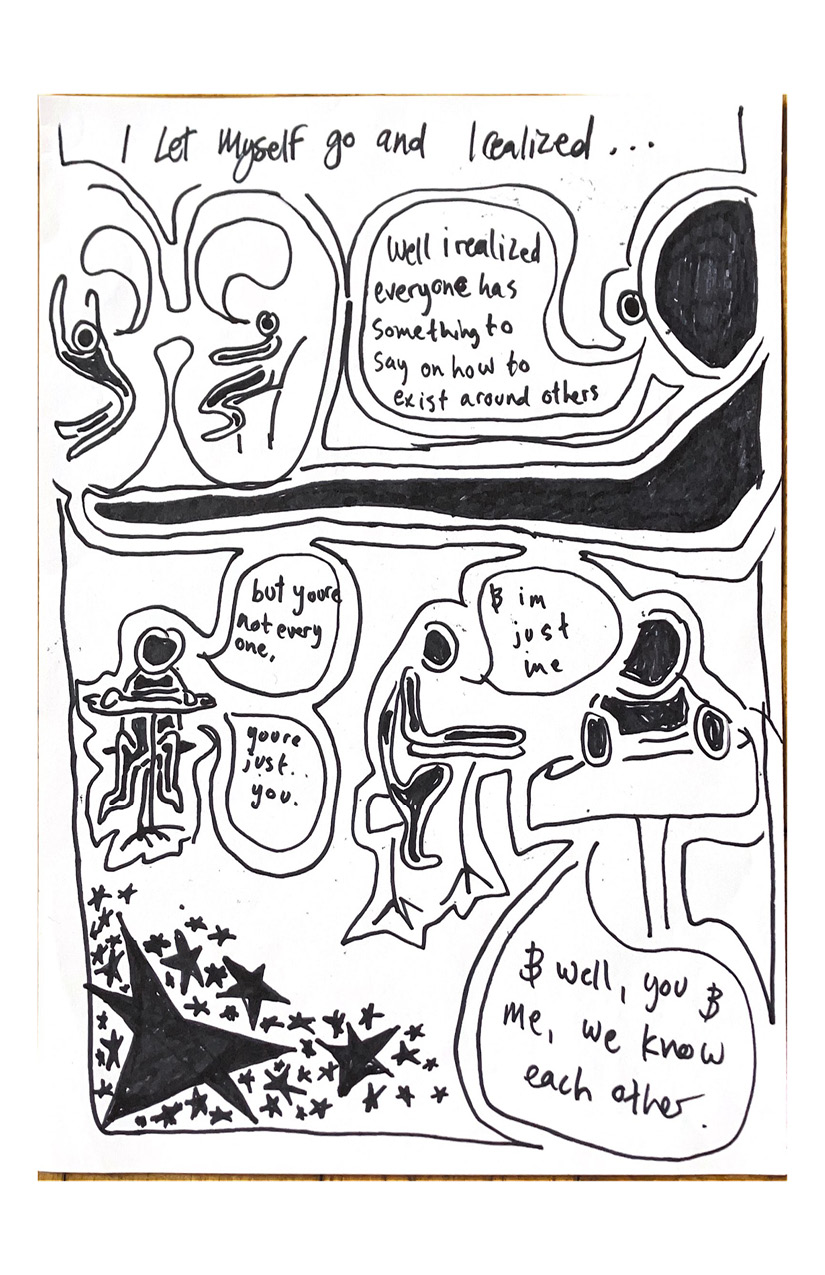 I Let Myself go and I realized ...
Well i realized
everyone has
something to
say on how to
exist around others
but youre
not every
one,
youre
just..
you.
& im
just
me
& well, you &
me, we know
each other.